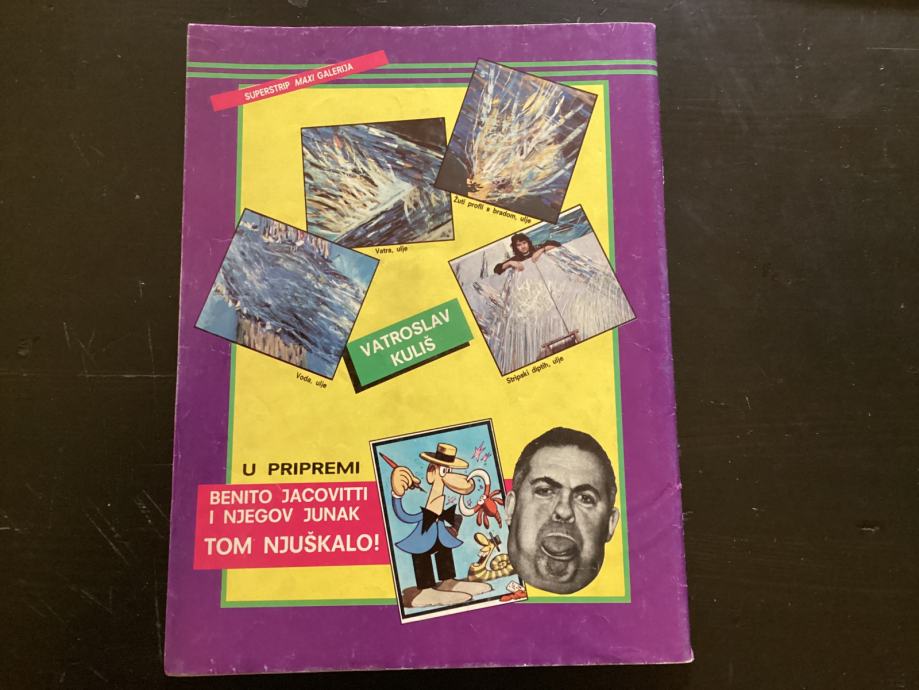 SUPERSTRIP MAXI GALERIJA
Žuti profil s bradom, ulje
Vatra, ulje
VATROSLAV
KULIŠ
Voda, ulje
Stripski diptih, ulje
U PRIPREMI
BENITO JACOVITTI
I NJEGOV JUNAK
TOM NJUŠKALO!